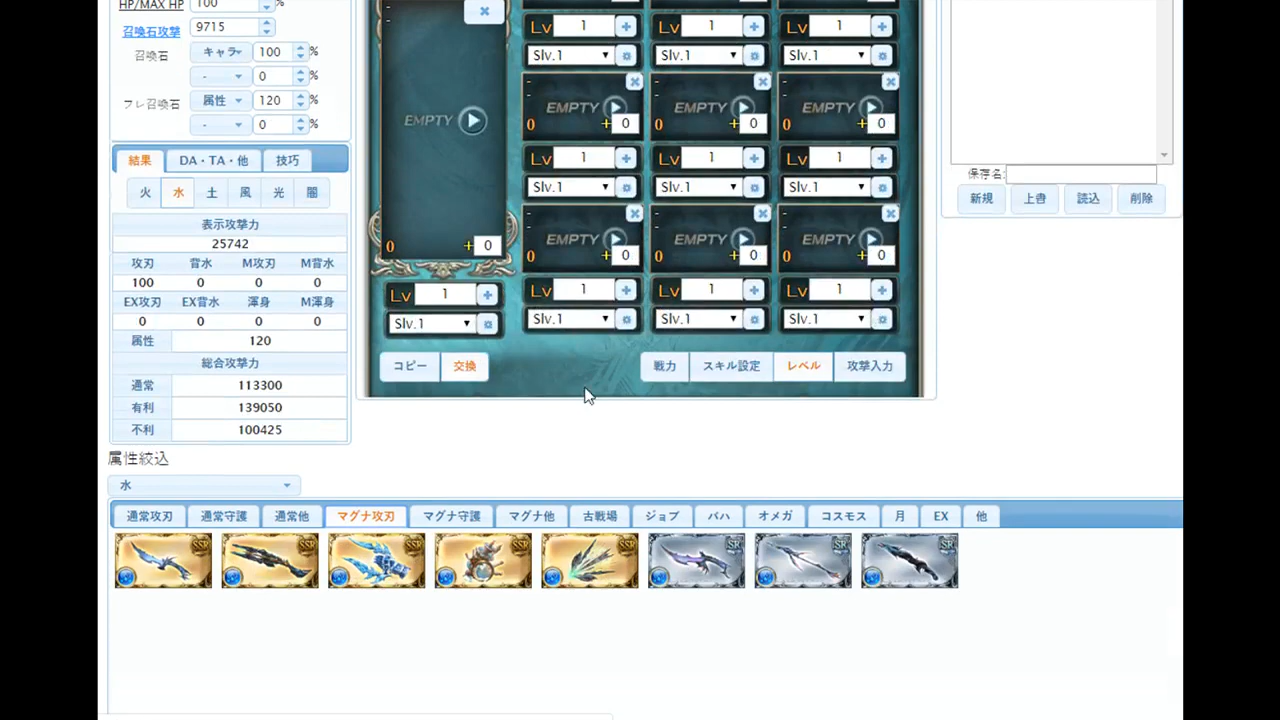 HP/MAX HP 100 %
召喚石攻撃 9715
召喚石 キャラ 100 %
- 0 %
フレ召喚石 属性 120 %
- 0 %
結果 DA・TA・他 技巧
火 水 土 風 光 闇
表示攻撃力
25742
攻刃 背水 M攻刃 M背水
100 0 0 0
EX攻刃 EX背水 渾身 M渾身
0 0 0 0
属性 120
総合攻撃力
通常 113300
有利 139050
不利 100425
EMPTY
0 + 0
Lv 1
Slv.1
コピー 交換
Lv 1 Lv 1 Lv 1
Slv.1 Slv.1 Slv.1
EMPTY EMPTY EMPTY
0 + 0 0 + 0 0 + 0
Lv 1 Lv 1 Lv 1
Slv.1 Slv.1 Slv.1
EMPTY EMPTY EMPTY
0 + 0 0 + 0 0 + 0
Lv 1 Lv 1 Lv 1
Slv.1 Slv.1 Slv.1
戦力 スキル設定 レベル 攻撃入力
保存名:
新規 上書 読込 削除
属性絞込
水
通常攻刃 通常守護 通常他 マグナ攻刃 マグナ守護 マグナ他 古戦場 ジョブ バハ オメガ コスモス 月 EX 他
SSR SSR SSR SSR SSR SR SR SR